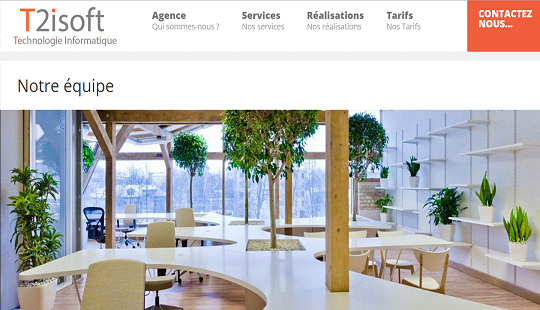 T2isoft
Technologie Informatique
Agence
Qui sommes-nous ?
Services
Nos services
Réalisations
Nos réalisations
Tarifs
Nos Tarifs
CONTACTEZ
NOUS...
Notre équipe